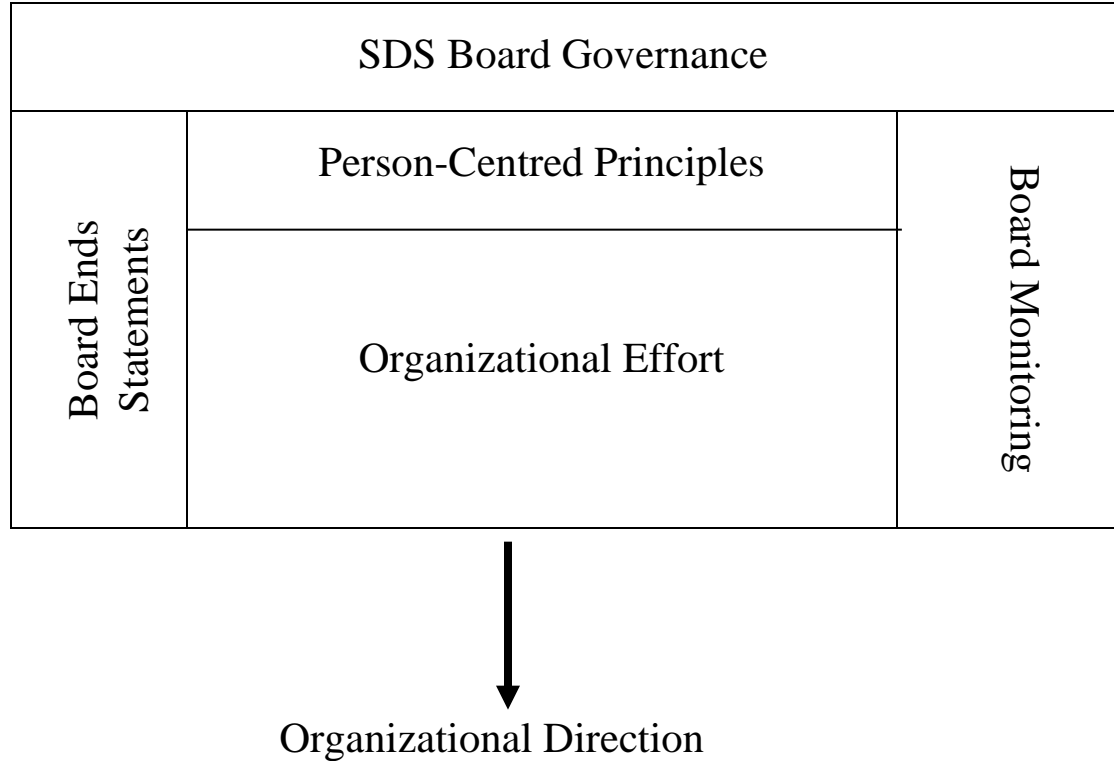 SDS Board Governance
Board Ends
Statements
Person-Centred Principles
Organizational Effort
Board Monitoring
Organizational Direction